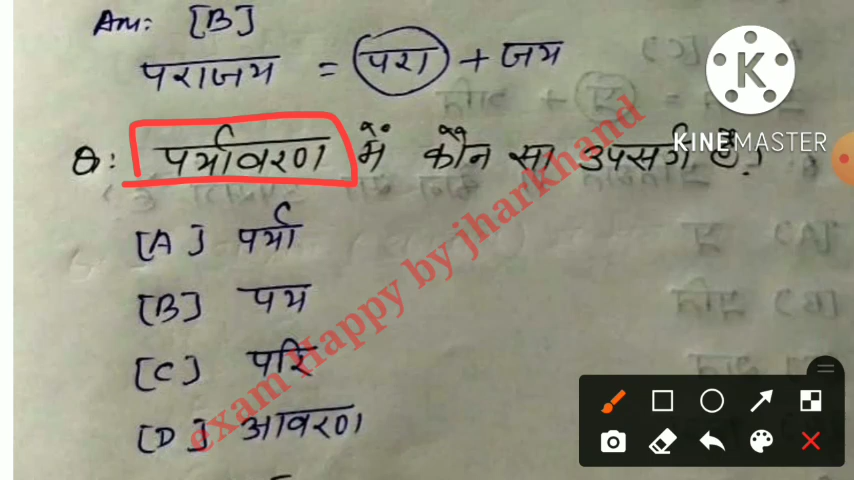 Ans: [B]
पराजय = परा + जय
Q: पर्यावरण में कौन सा उपसर्ग है?
[A] पर्या
[B] पय
[C] परि
[D] आवरण
exam Happy by jharkhand
K
KINEMASTER